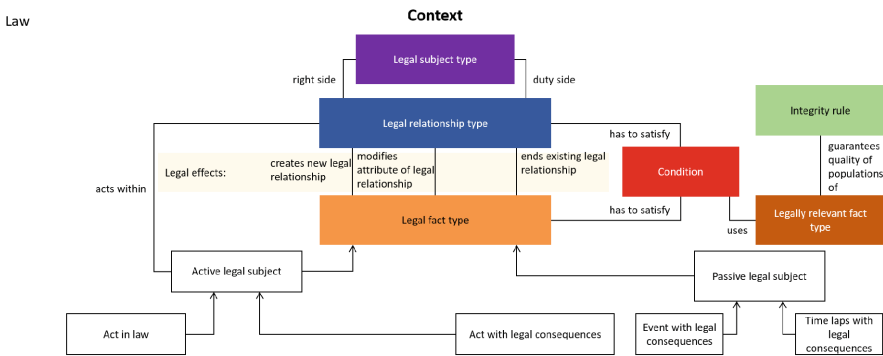 Context
Law
Legal subject type
right side
duty side
Legal relationship type
Integrity rule
has to satisfy
guarantees
quality of
populations
of
Legal effects:
creates new legal
relationship
modifies
attribute of legal
relationship
ends existing legal
relationship
Condition
acts within
Legal fact type
has to satisfy
uses
Legally relevant fact
type
Active legal subject
Passive legal subject
Act in law
Act with legal consequences
Event with legal
consequences
Time laps with
legal
consequences